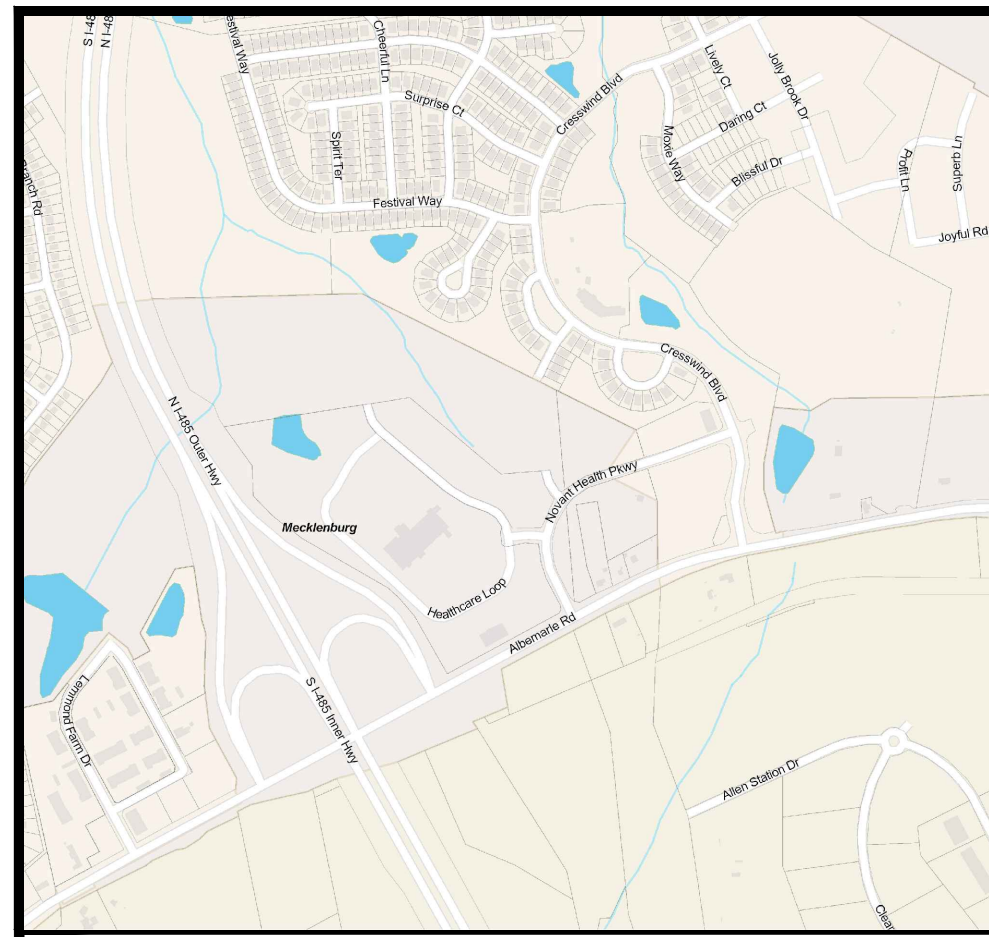 S I-48
N I-48
Festival Way
Cheerful Ln
Lively Ct
Jolly Brook Dr
Surprise Ct
Cresswind Blvd
Daring Ct
Spirit Ter
Moxie Way
Blissful Dr
Profit Ln
Superb Ln
Branch Rd
Festival Way
Joyful Rd
Cresswind Blvd
N I-485 Outer Hwy
Novant Health Pkwy
Mecklenburg
Healthcare Loop
Albemarle Rd
Lemmond Farm Dr
S I-485 Inner Hwy
Allen Station Dr
Clear